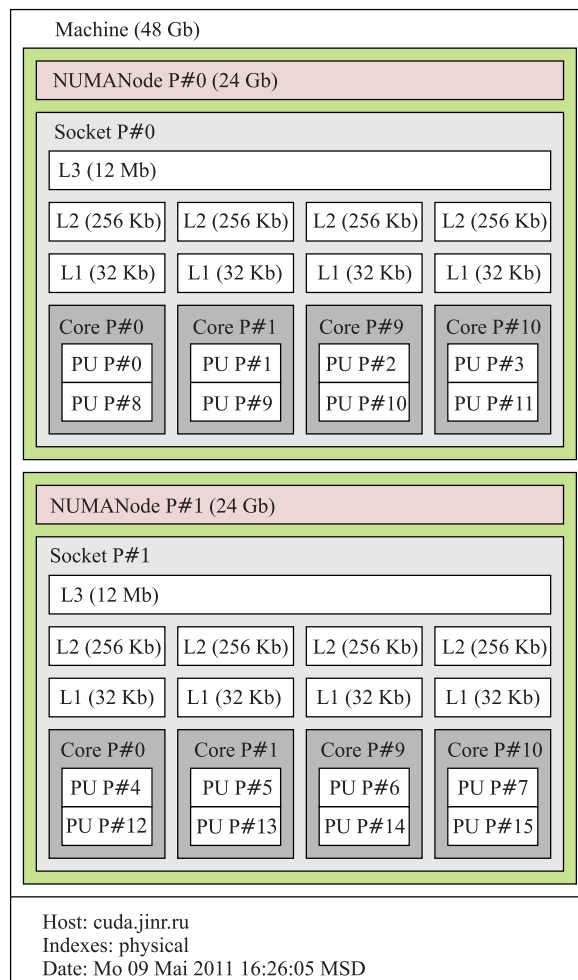 Machine (48 Gb)
NUMANode P#0 (24 Gb)
Socket P#0
L3 (12 Mb)
L2 (256 Kb) L2 (256 Kb) L2 (256 Kb) L2 (256 Kb)
L1 (32 Kb) L1 (32 Kb) L1 (32 Kb) L1 (32 Kb)
Core P#0 Core P#1 Core P#9 Core P#10
PU P#0 PU P#1 PU P#2 PU P#3
PU P#8 PU P#9 PU P#10 PU P#11
NUMANode P#1 (24 Gb)
Socket P#1
L3 (12 Mb)
L2 (256 Kb) L2 (256 Kb) L2 (256 Kb) L2 (256 Kb)
L1 (32 Kb) L1 (32 Kb) L1 (32 Kb) L1 (32 Kb)
Core P#0 Core P#1 Core P#9 Core P#10
PU P#4 PU P#5 PU P#6 PU P#7
PU P#12 PU P#13 PU P#14 PU P#15
Host: cuda.jinr.ru
Indexes: physical
Date: Mo 09 Mai 2011 16:26:05 MSD